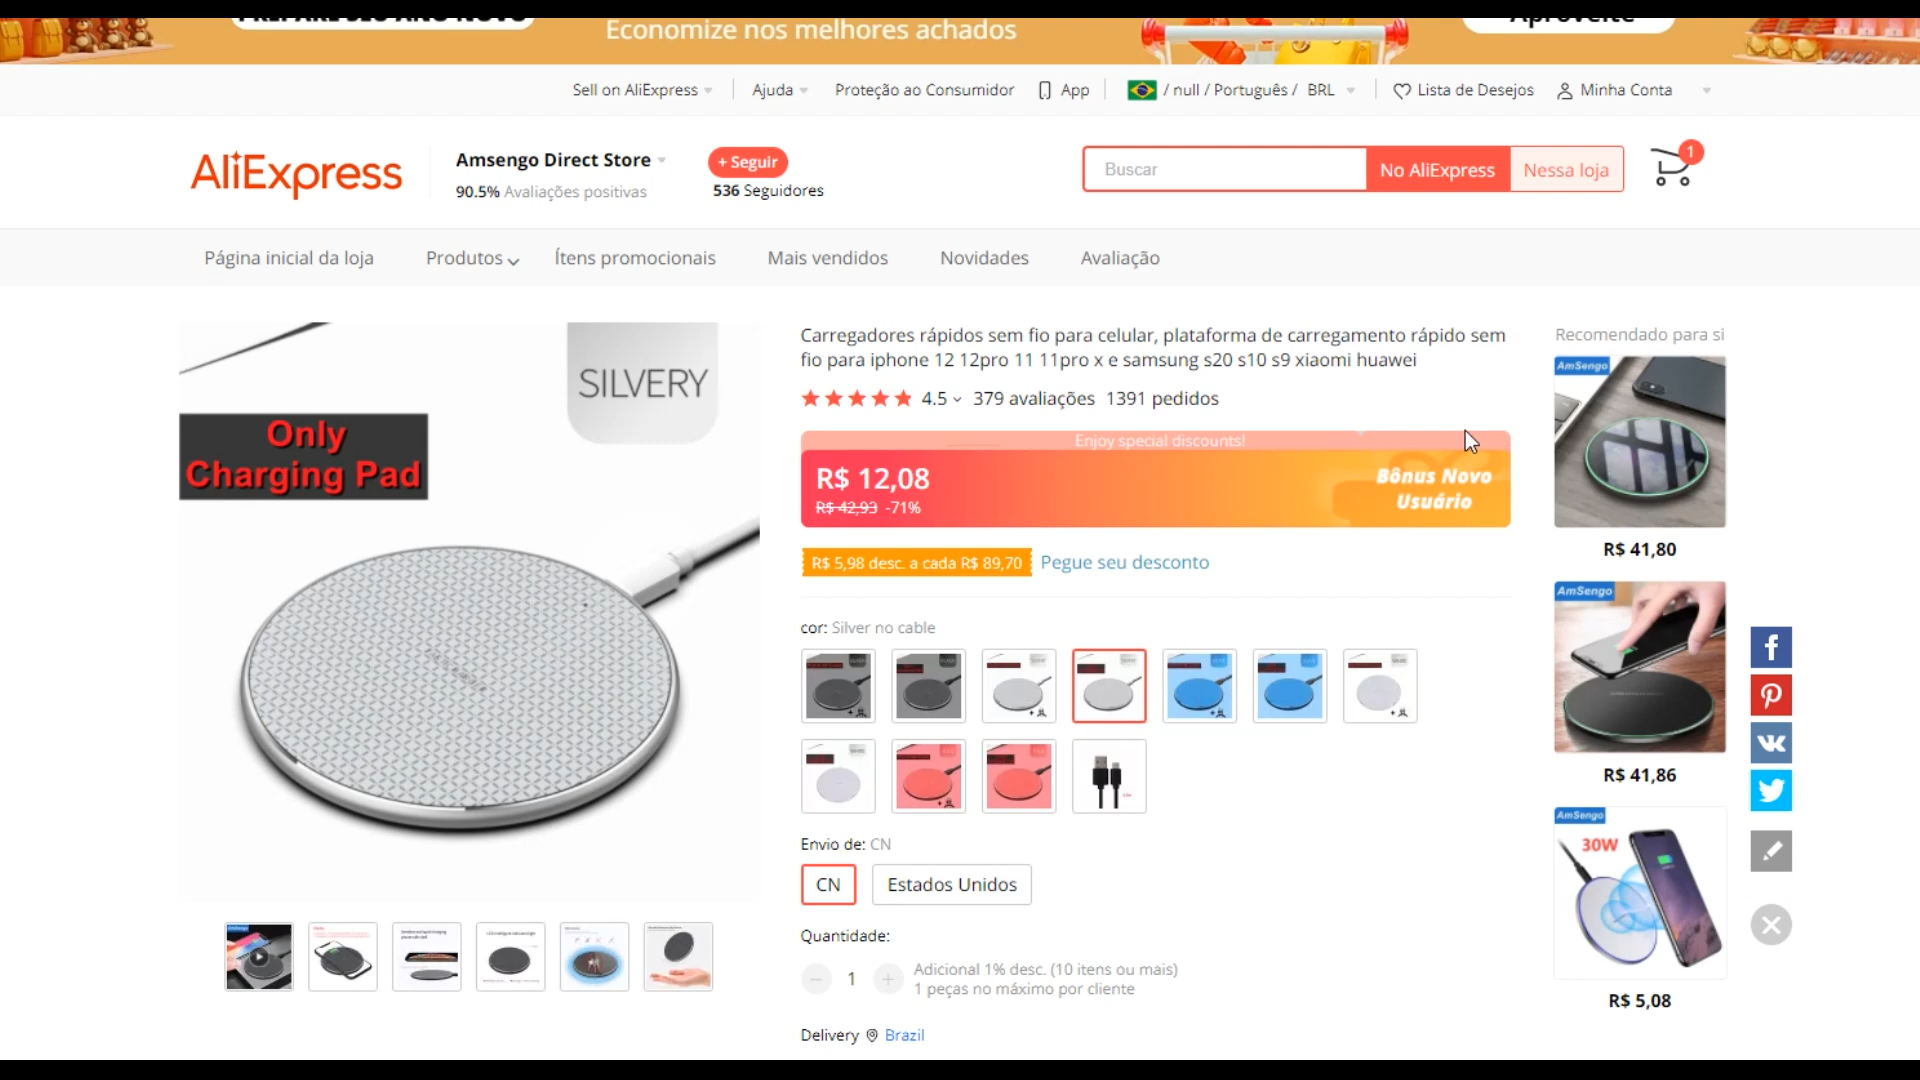 PREPARE SEU ANO NOVO
Economize nos melhores achados
Aproveite
Sell on AliExpress
Ajuda
Proteção ao Consumidor
App
/ null / Português / BRL
Lista de Desejos
Minha Conta
AliExpress
Amsengo Direct Store
90.5% Avaliações positivas
+ Seguir
536 Seguidores
Buscar
No AliExpress
Nessa loja
1
Página inicial da loja
Produtos
Ítens promocionais
Mais vendidos
Novidades
Avaliação
SILVERY
Only
Charging Pad
Carregadores rápidos sem fio para celular, plataforma de carregamento rápido sem
fio para iphone 12 12pro 11 11pro x e samsung s20 s10 s9 xiaomi huawei
4.5
379 avaliações
1391 pedidos
Enjoy special discounts!
R$ 12,08
R$ 42,93 -71%
Bônus Novo
Usuário
R$ 5,98 desc. a cada R$ 89,70
Pegue seu desconto
cor: Silver no cable
Envio de: CN
CN
Estados Unidos
Quantidade:
1
Adicional 1% desc. (10 itens ou mais)
1 peças no máximo por cliente
Delivery
Brazil
Recomendado para si
AmSengo
R$ 41,80
AmSengo
R$ 41,86
AmSengo
30W
R$ 5,08